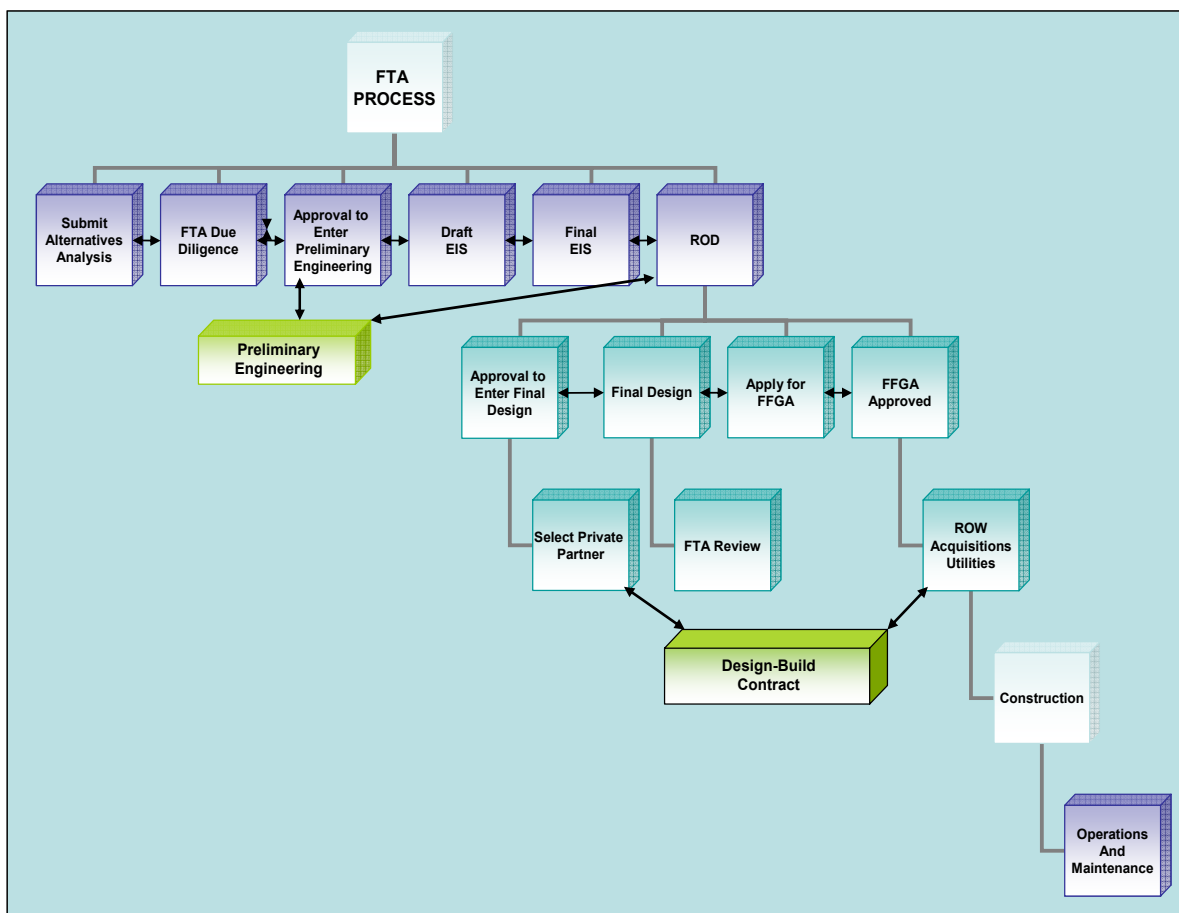 FTA
PROCESS
Submit
Alternatives
Analysis
FTA Due
Diligence
Approval to
Enter
Preliminary
Engineering
Draft
EIS
Final
EIS
ROD
Preliminary
Engineering
Approval to
Enter Final
Design
Final Design
Apply for
FFGA
FFGA
Approved
Select Private
Partner
FTA Review
ROW
Acquisitions
Utilities
Design-Build
Contract
Construction
Operations
And
Maintenance